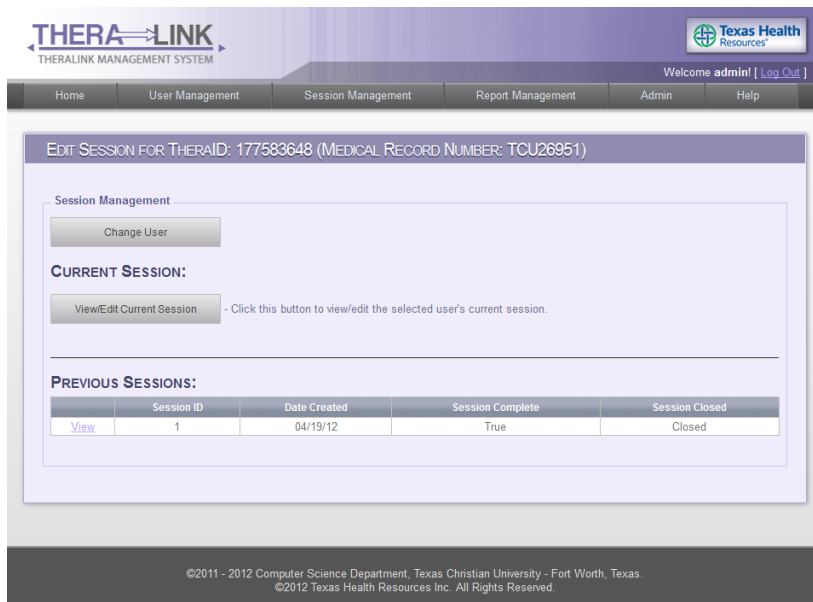 THERA LINK
THERALINK MANAGEMENT SYSTEM
Texas Health
Resources®
Welcome admin! [ Log Out ]
Home User Management Session Management Report Management Admin Help
EDIT SESSION FOR THERAID: 177583648 (MEDICAL RECORD NUMBER: TCU26951)
Session Management
Change User
CURRENT SESSION:
View/Edit Current Session - Click this button to view/edit the selected user's current session.
PREVIOUS SESSIONS:
Session ID Date Created Session Complete Session Closed
View 1 04/19/12 True Closed
©2011 - 2012 Computer Science Department, Texas Christian University - Fort Worth, Texas.
©2012 Texas Health Resources Inc. All Rights Reserved.